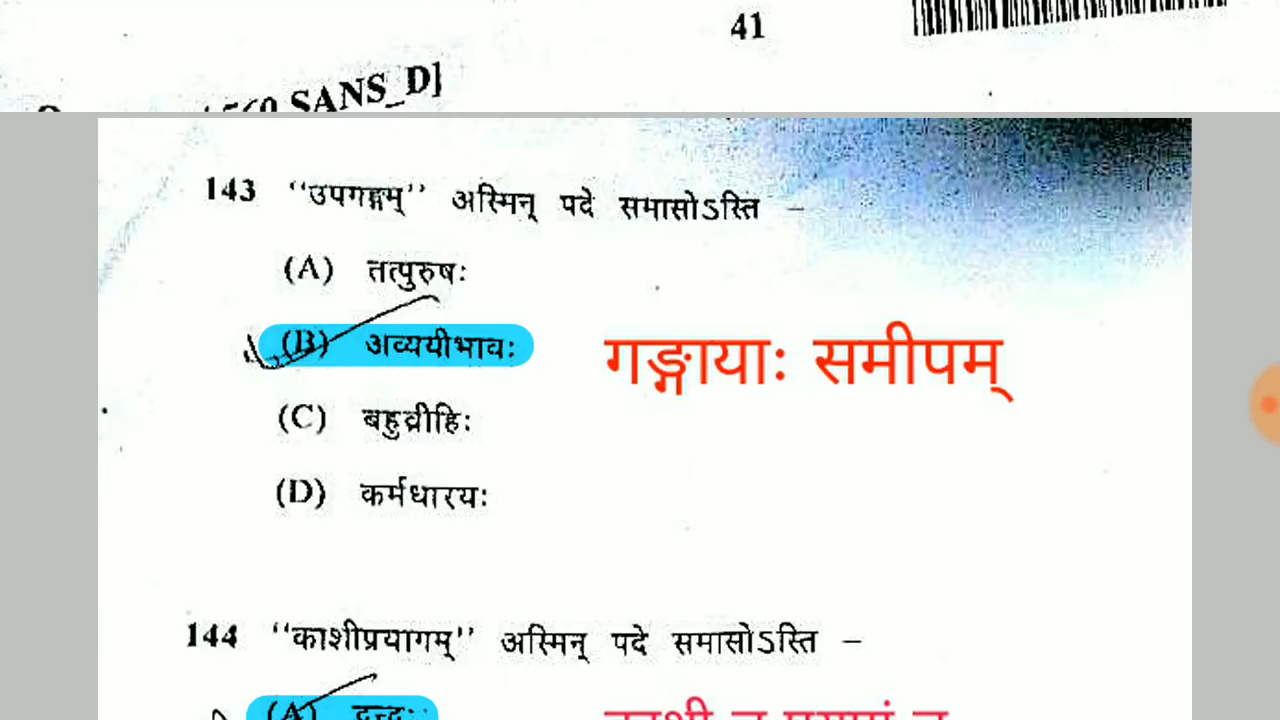 41
SANS_D]
143 “उपगङ्गम्” अस्मिन् पदे समासोऽस्ति –
(A) तत्पुरुषः
(B) अव्ययीभावः
गङ्गायाः समीपम्
(C) बहुव्रीहिः
(D) कर्मधारयः
144 “काशीप्रयागम्” अस्मिन् पदे समासोऽस्ति –
(A) द्वन्द्वः